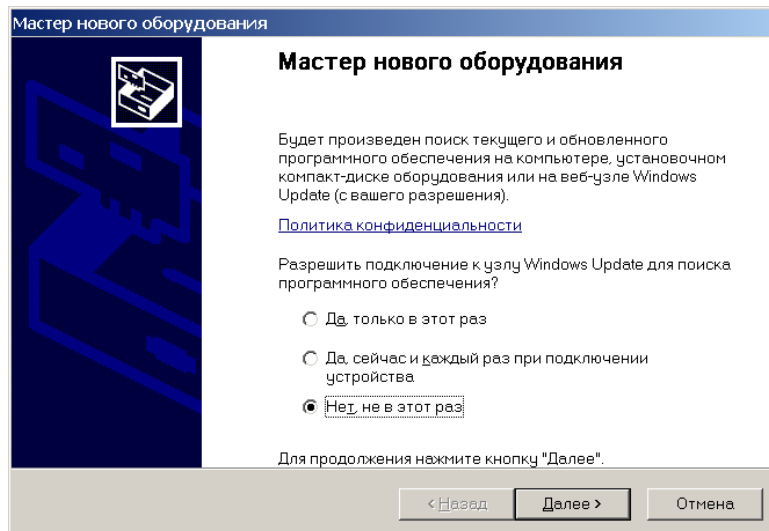 Мастер нового оборудования
Мастер нового оборудования
Будет произведен поиск текущего и обновленного
программного обеспечения на компьютере, установочном
компакт-диске оборудования или на веб-узле Windows
Update (с вашего разрешения).
Политика конфиденциальности
Разрешить подключение к узлу Windows Update для поиска
программного обеспечения?
Да, только в этот раз
Да, сейчас и каждый раз при подключении
устройства
Нет, не в этот раз
Для продолжения нажмите кнопку "Далее".
< Назад Далее > Отмена